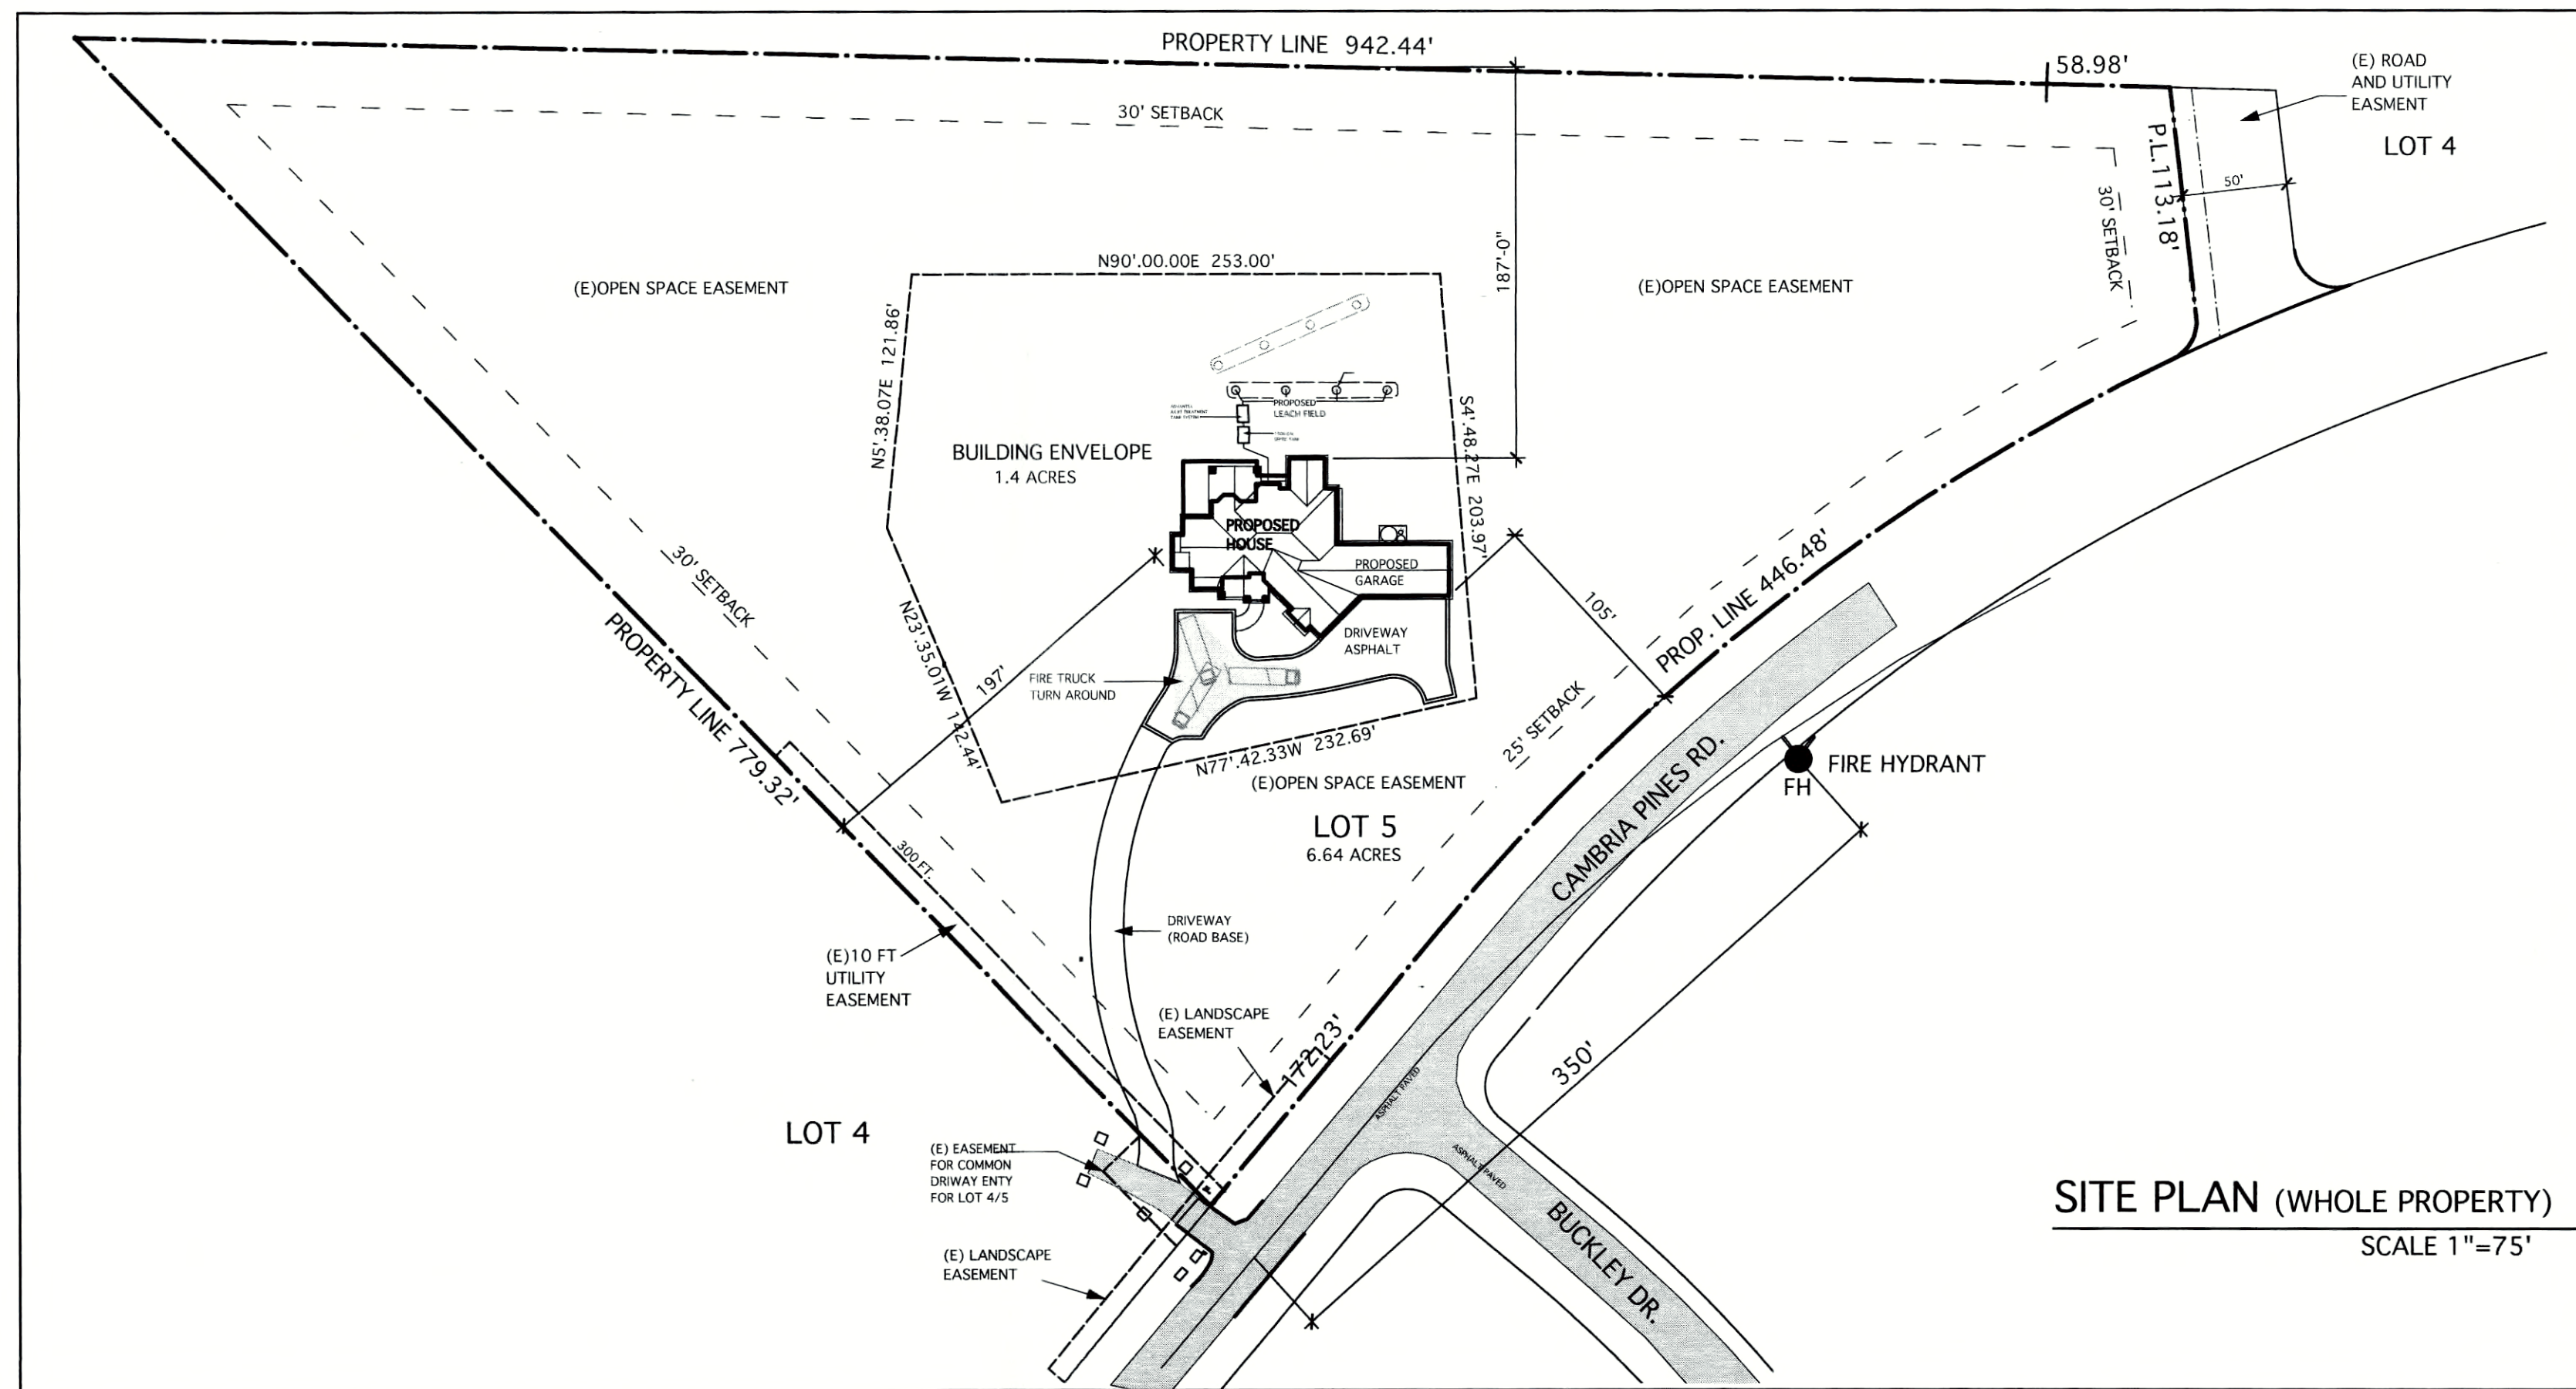 PROPERTY LINE 942.44'
58.98'
(E) ROAD
AND UTILITY
EASMENT
LOT 4
30' SETBACK
P.L.113.18'
50'
30' SETBACK
187'-0"
N90'.00.00E 253.00'
(E)OPEN SPACE EASEMENT
(E)OPEN SPACE EASEMENT
N5'.38.07E 121.86'
S4'.48.27E 203.97'
PROPOSED
LEACH FIELD
BUILDING ENVELOPE
1.4 ACRES
PROPOSED
HOUSE
PROPOSED
GARAGE
30' SETBACK
PROPERTY LINE 779.32'
N23'.35.01W 142.44'
197'
FIRE TRUCK
TURN AROUND
DRIVEWAY
ASPHALT
105'
PROP. LINE 446.48'
25' SETBACK
N77'.42.33W 232.69'
(E)OPEN SPACE EASEMENT
LOT 5
6.64 ACRES
CAMBRIA PINES RD.
FIRE HYDRANT
FH
300 FT.
DRIVEWAY
(ROAD BASE)
(E)10 FT
UTILITY
EASEMENT
(E) LANDSCAPE
EASEMENT
172.23'
350'
ASPHALT PAVED
ASPHALT PAVED
LOT 4
(E) EASEMENT
FOR COMMON
DRIWAY ENTY
FOR LOT 4/5
(E) LANDSCAPE
EASEMENT
BUCKLEY DR.
SITE PLAN (WHOLE PROPERTY)
SCALE 1"=75'